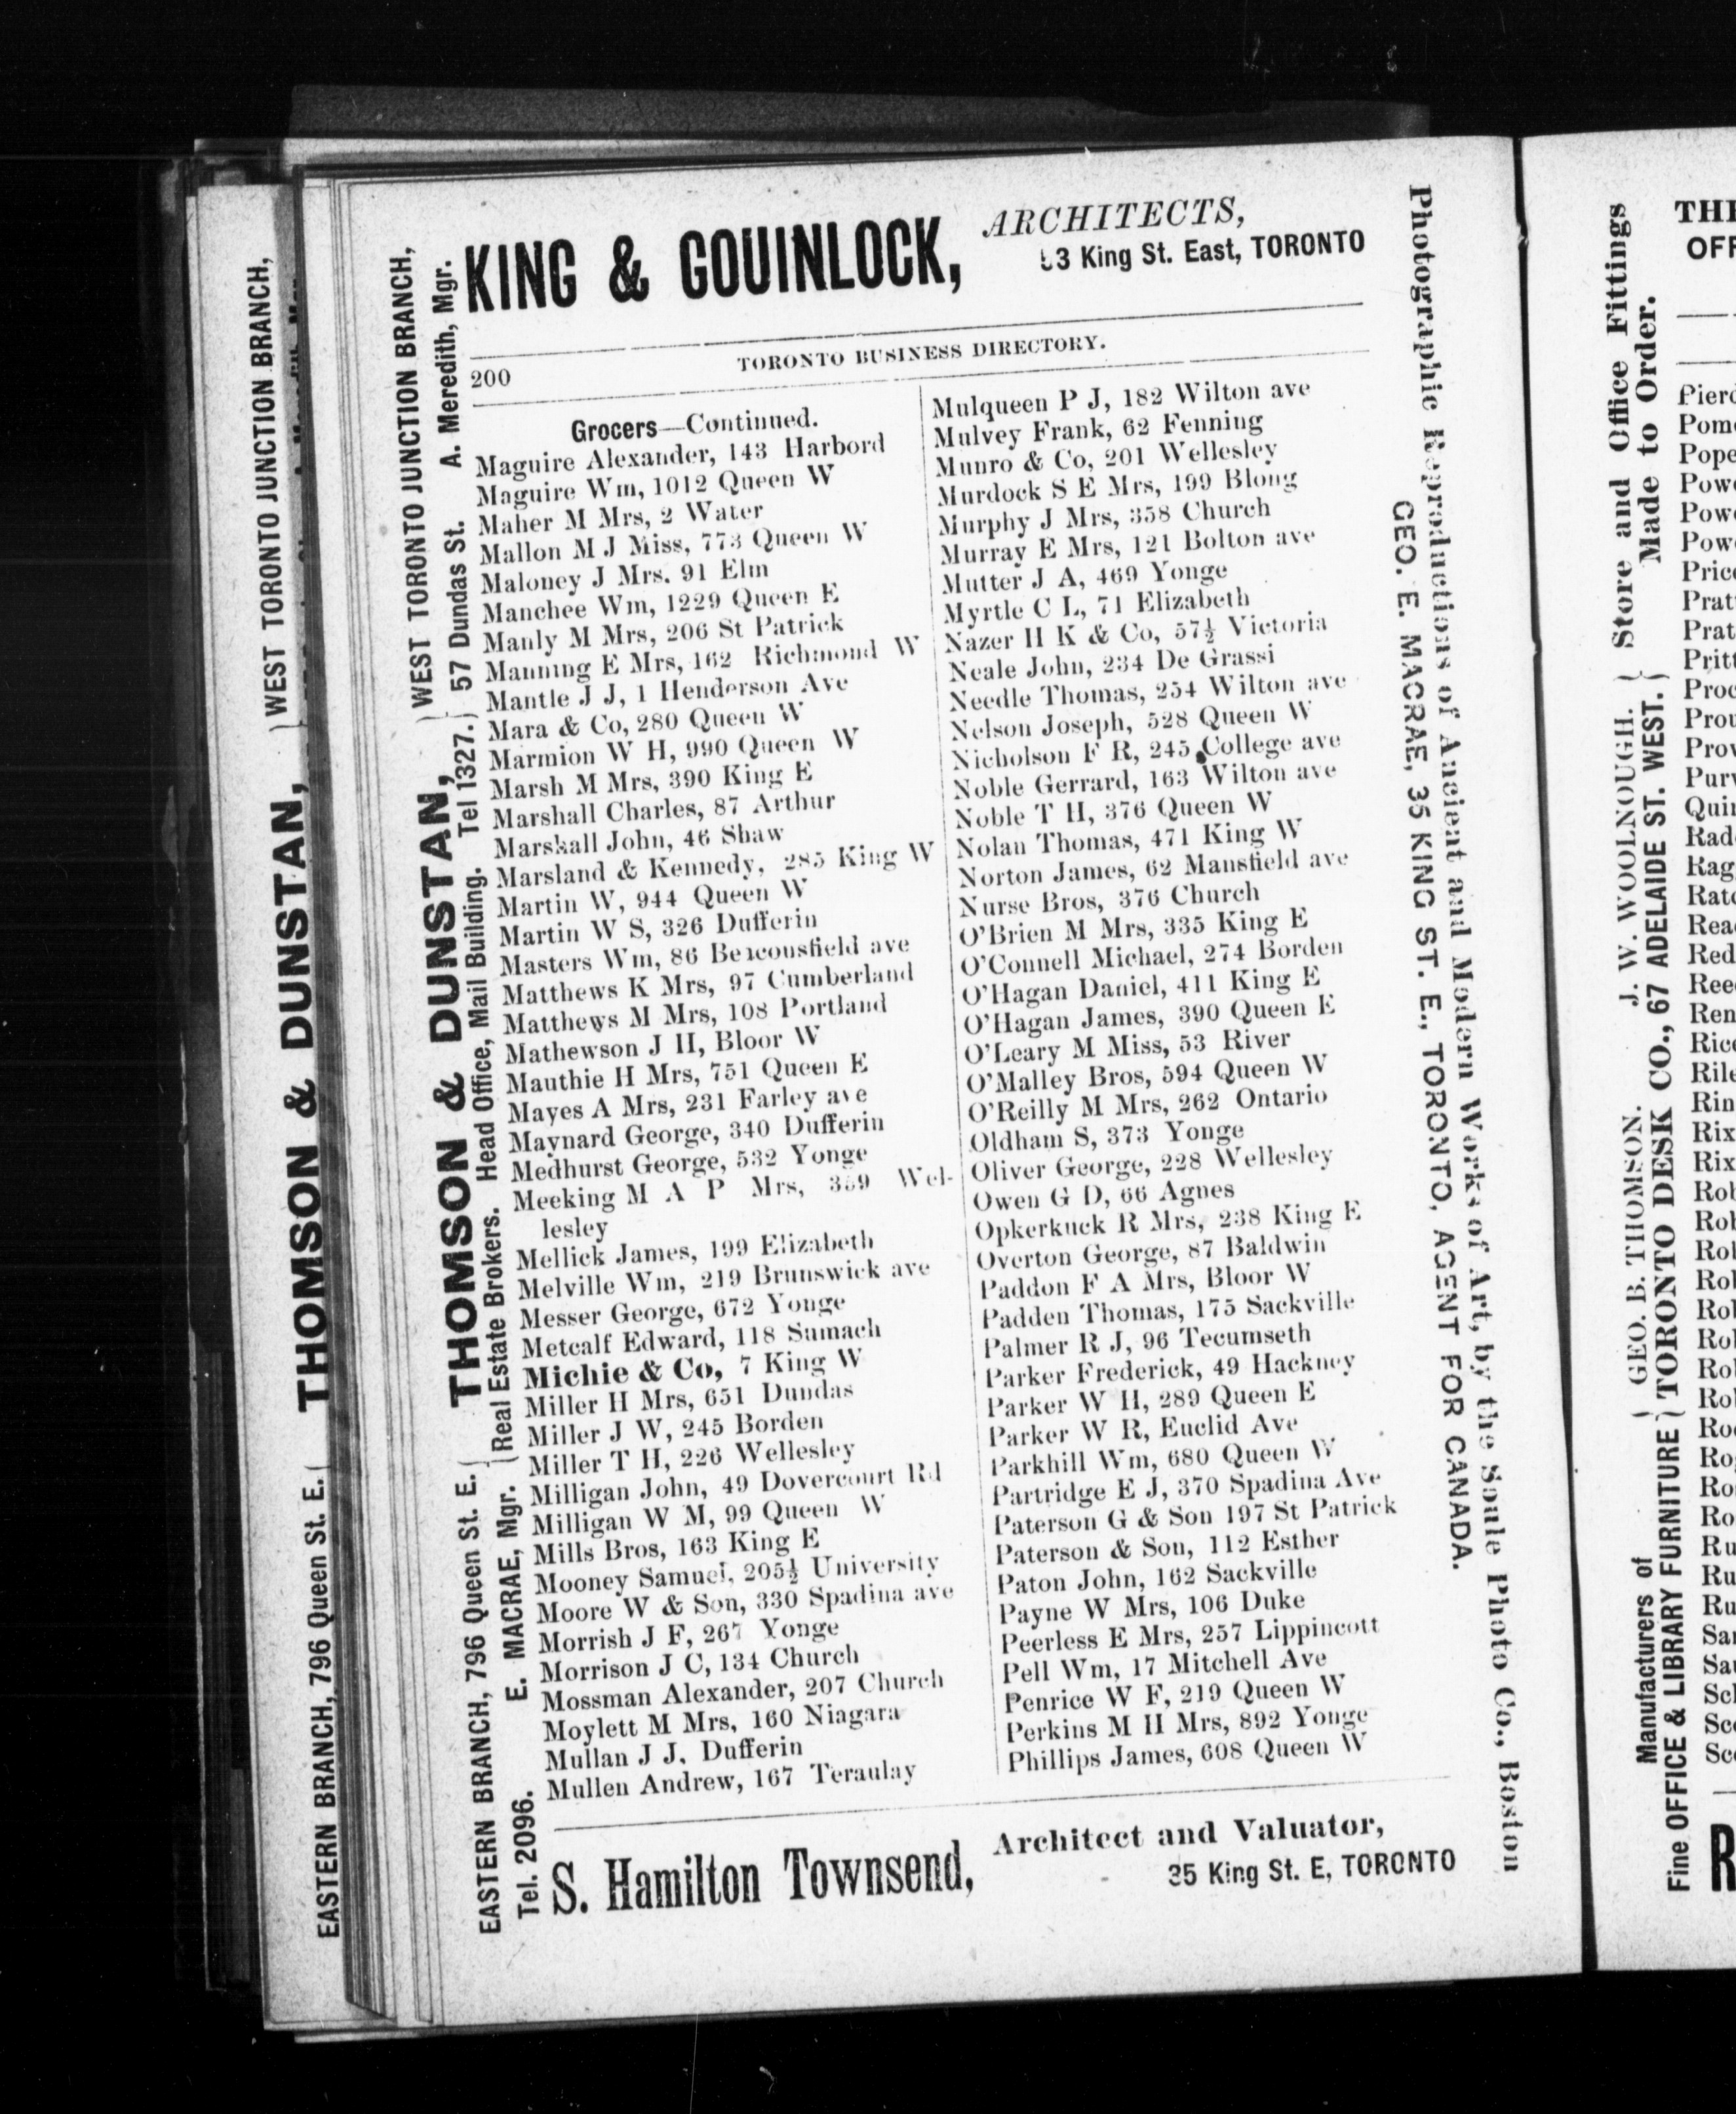 KING & GOUINLOCK, ARCHITECTS,
53 King St. East, TORONTO
TORONTO BUSINESS DIRECTORY.
200
Grocers—Continued.
Maguire Alexander, 143 Harbord
Maguire Wm, 1012 Queen W
Maher M Mrs, 2 Water
Mallon M J Miss, 773 Queen W
Maloney J Mrs. 91 Elm
Manchee Wm, 1229 Queen E
Manly M Mrs, 206 St Patrick
Manning E Mrs, 162 Richmond W
Mantle J J, 1 Henderson Ave
Mara & Co, 280 Queen W
Marmion W H, 990 Queen W
Marsh M Mrs, 390 King E
Marshall Charles, 87 Arthur
Marshall John, 46 Shaw
Marsland & Kennedy, 285 King W
Martin W, 944 Queen W
Martin W S, 326 Dufferin
Masters Wm, 86 Beaconsfield ave
Matthews K Mrs, 97 Cumberland
Matthews M Mrs, 108 Portland
Mathewson J H, Bloor W
Mauthie H Mrs, 751 Queen E
Mayes A Mrs, 231 Farley ave
Maynard George, 340 Dufferin
Medhurst George, 532 Yonge
Meeking M A P Mrs, 359 Wel-
lesley
Mellick James, 199 Elizabeth
Melville Wm, 219 Brunswick ave
Messer George, 672 Yonge
Metcalf Edward, 118 Sumach
Michie & Co, 7 King W
Miller H Mrs, 651 Dundas
Miller J W, 245 Borden
Miller T H, 226 Wellesley
Milligan John, 49 Dovercourt Rd
Milligan W M, 99 Queen W
Mills Bros, 163 King E
Mooney Samuel, 205½ University
Moore W & Son, 330 Spadina ave
Morrish J F, 267 Yonge
Morrison J C, 134 Church
Mossman Alexander, 207 Church
Moylett M Mrs, 160 Niagara
Mullan J J, Dufferin
Mullen Andrew, 167 Teraulay
Mulqueen P J, 182 Wilton ave
Mulvey Frank, 62 Fenning
Munro & Co, 201 Wellesley
Murdock S E Mrs, 199 Blong
Murphy J Mrs, 358 Church
Murray E Mrs, 121 Bolton ave
Mutter J A, 469 Yonge
Myrtle C L, 71 Elizabeth
Nazer H K & Co, 57½ Victoria
Neale John, 234 De Grassi
Needle Thomas, 254 Wilton ave
Nelson Joseph, 528 Queen W
Nicholson F R, 245 College ave
Noble Gerrard, 163 Wilton ave
Noble T H, 376 Queen W
Nolan Thomas, 471 King W
Norton James, 62 Mansfield ave
Nurse Bros, 376 Church
O'Brien M Mrs, 335 King E
O'Connell Michael, 274 Borden
O'Hagan Daniel, 411 King E
O'Hagan James, 390 Queen E
O'Leary M Miss, 53 River
O'Malley Bros, 594 Queen W
O'Reilly M Mrs, 262 Ontario
Oldham S, 373 Yonge
Oliver George, 228 Wellesley
Owen G D, 66 Agnes
Opkerkuck R Mrs, 238 King E
Overton George, 87 Baldwin
Paddon F A Mrs, Bloor W
Padden Thomas, 175 Sackville
Palmer R J, 96 Tecumseth
Parker Frederick, 49 Hackney
Parker W H, 289 Queen E
Parker W R, Euclid Ave
Parkhill Wm, 680 Queen W
Partridge E J, 370 Spadina Ave
Paterson G & Son 197 St Patrick
Paterson & Son, 112 Esther
Paton John, 162 Sackville
Payne W Mrs, 106 Duke
Peerless E Mrs, 257 Lippincott
Pell Wm, 17 Mitchell Ave
Penrice W F, 219 Queen W
Perkins M H Mrs, 892 Yonge
Phillips James, 608 Queen W
S. Hamilton Townsend, Architect and Valuator,
35 King St. E, TORONTO
EASTERN BRANCH, 796 Queen St. E. THOMSON & DUNSTAN, WEST TORONTO JUNCTION BRANCH,
EASTERN BRANCH, 796 Queen St. E. THOMSON & DUNSTAN, WEST TORONTO JUNCTION BRANCH,
Tel. 2096. E. MACRAE, Mgr. Real Estate Brokers. Head Office, Mail Building. Tel 1327. 57 Dundas St. A. Meredith, Mgr.
Photographic Reproductions of Ancient and Modern Works of Art, by the Soule Photo Co., Boston
GEO. E. MACRAE, 35 KING ST. E., TORONTO, AGENT FOR CANADA.
Manufacturers of GEO. B. THOMSON. J. W. WOOLNOUGH. Store and Office Fittings
Fine OFFICE & LIBRARY FURNITURE TORONTO DESK CO., 67 ADELAIDE ST. WEST. Made to Order.